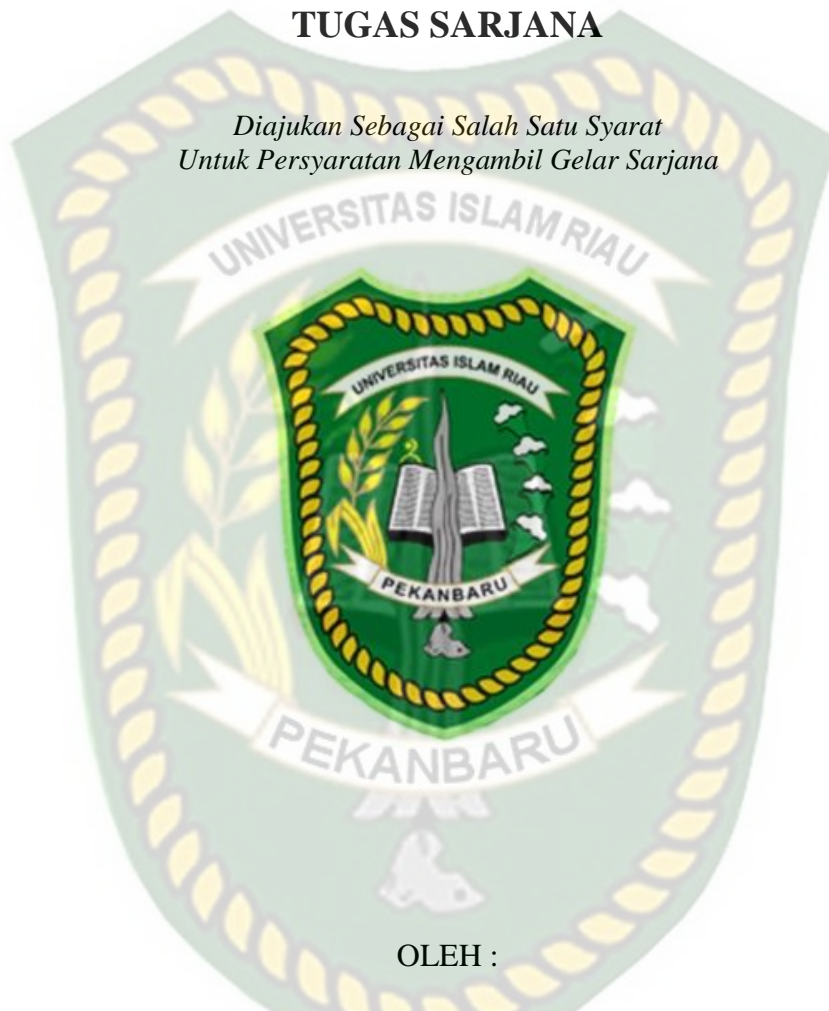 TUGAS SARJANA
Diajukan Sebagai Salah Satu Syarat
Untuk Persyaratan Mengambil Gelar Sarjana
UNIVERSITAS ISLAM RIAU
UNIVERSITAS ISLAM RIAU
PEKANBARU
PEKANBARU
OLEH :